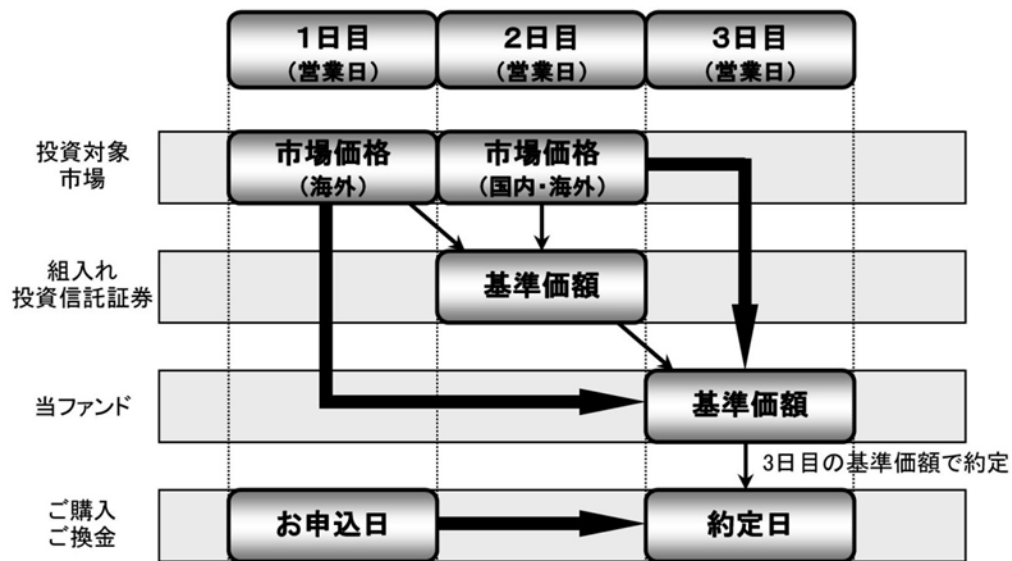 1日目
(営業日)
2日目
(営業日)
3日目
(営業日)
投資対象
市場
市場価格
(海外)
市場価格
(国内・海外)
組入れ
投資信託証券
基準価額
当ファンド
基準価額
3日目の基準価額で約定
ご購入
ご換金
お申込日
約定日